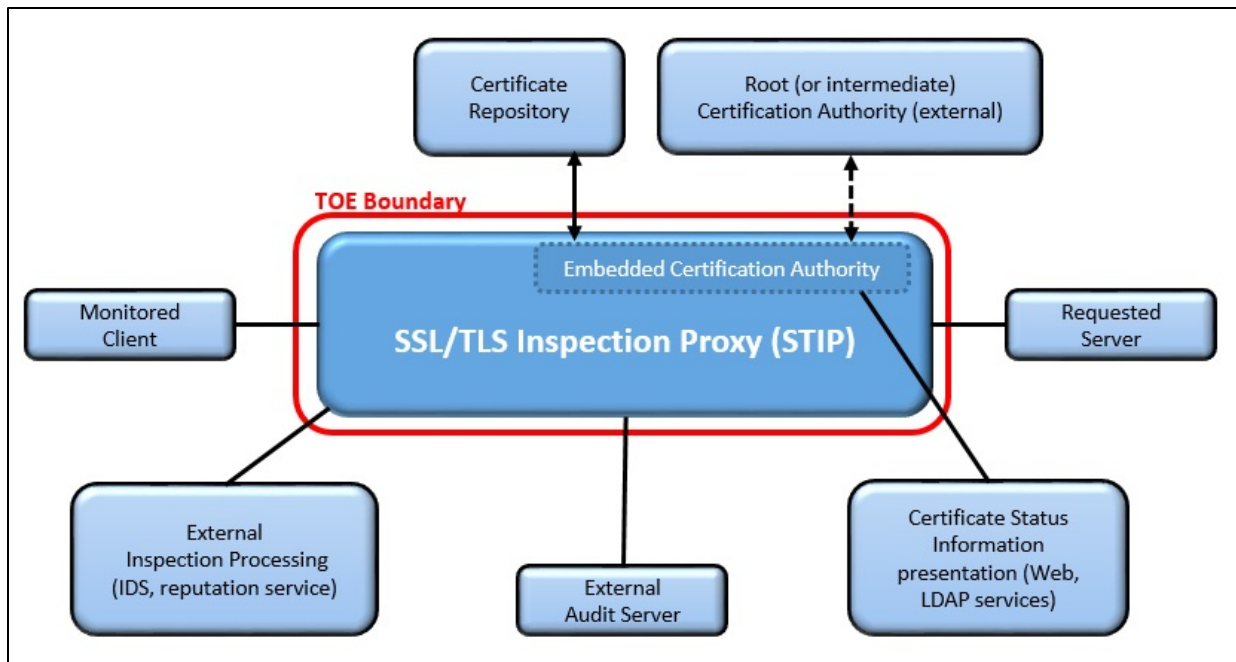 Certificate
Repository
Root (or intermediate)
Certification Authority (external)
TOE Boundary
Embedded Certification Authority
Monitored
Client
SSL/TLS Inspection Proxy (STIP)
Requested
Server
External
Inspection Processing
(IDS, reputation service)
External
Audit Server
Certificate Status
Information
presentation (Web,
LDAP services)